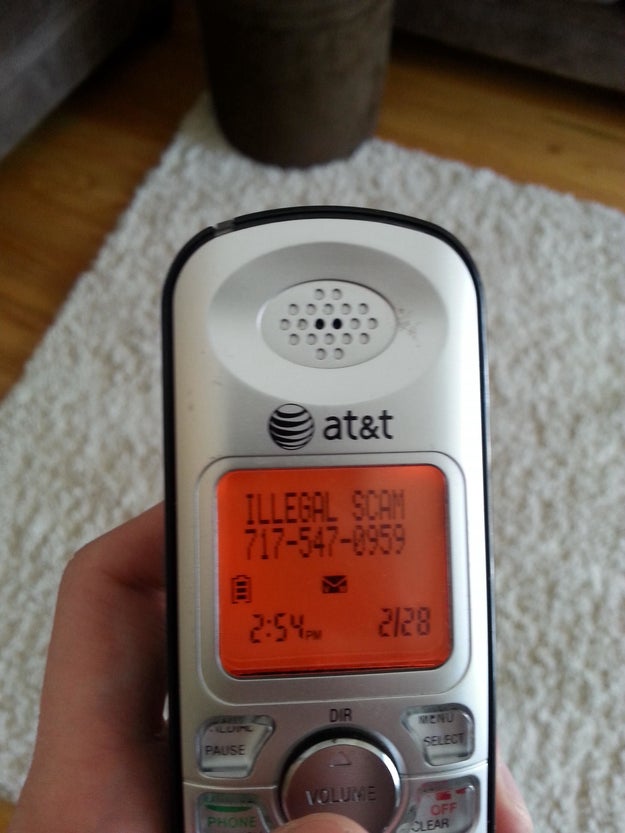 at&t
ILLEGAL SCAM
717-547-0959
2:54PM 2/28
DIR
MENU
PAUSE
SELECT
VOLUME
PHONE
OFF
CLEAR